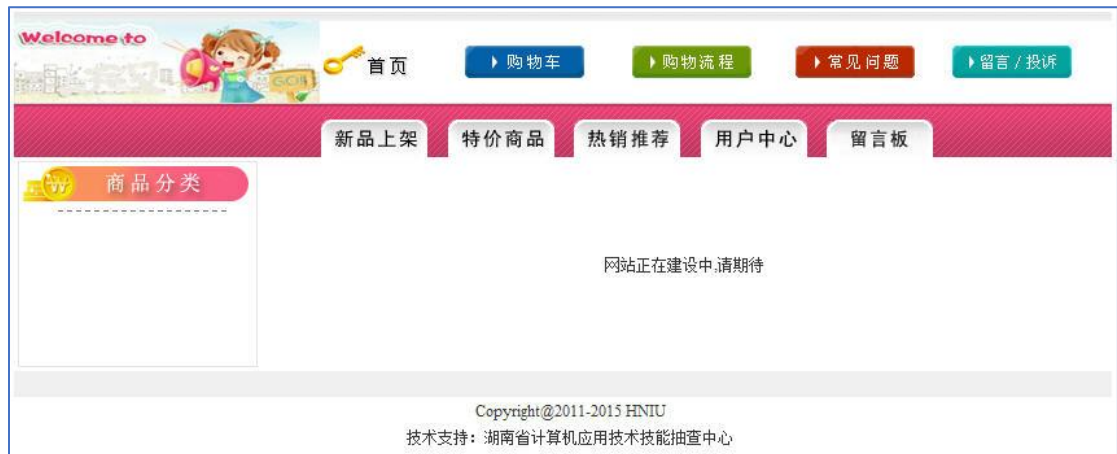 Welcome to
GO!!
首页
购物车
购物流程
常见问题
留言/投诉
新品上架
特价商品
热销推荐
用户中心
留言板
商品分类
网站正在建设中,请期待
Copyright@2011-2015 HNIU
技术支持：湖南省计算机应用技术技能抽查中心